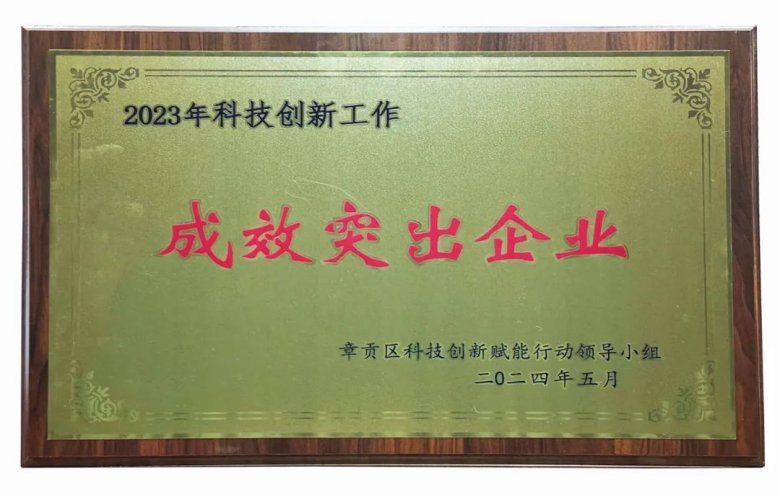 2023年科技创新工作
成效突出企业
章贡区科技创新赋能行动领导小组
二0二四年五月